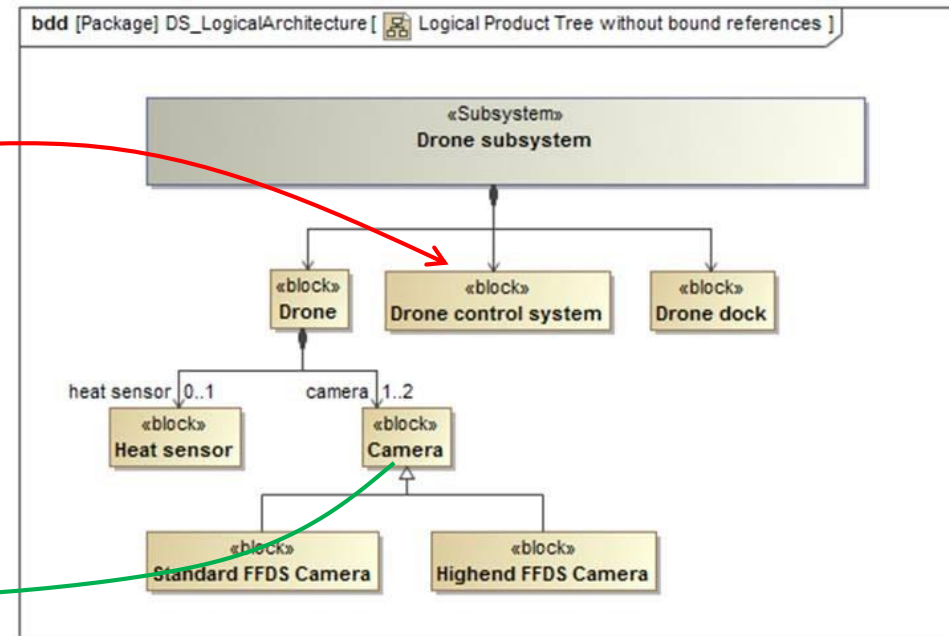 bdd [Package] DS_LogicalArchitecture [ Logical Product Tree without bound references ]
«Subsystem»
Drone subsystem
«block»
Drone
«block»
Drone control system
«block»
Drone dock
heat sensor 0..1
camera 1..2
«block»
Heat sensor
«block»
Camera
«block»
Standard FFDS Camera
«block»
Highend FFDS Camera